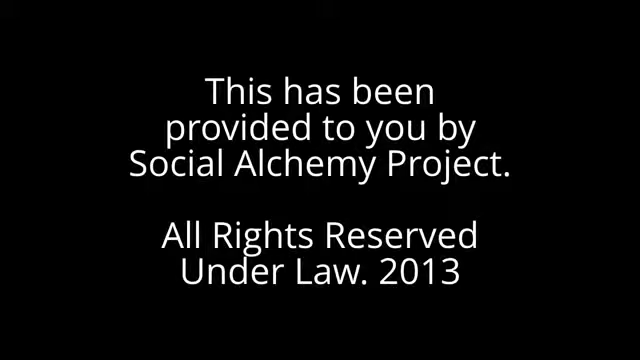 This has been
provided to you by
Social Alchemy Project.
All Rights Reserved
Under Law. 2013